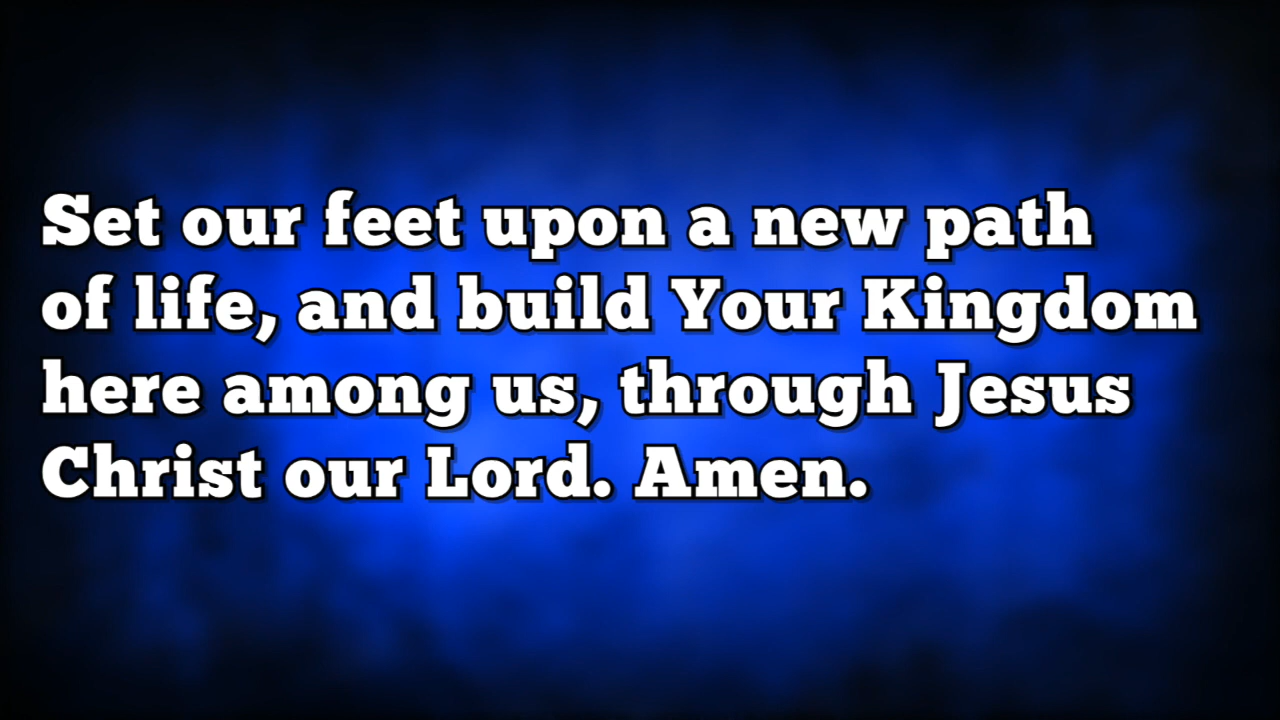 Set our feet upon a new path
of life, and build Your Kingdom
here among us, through Jesus
Christ our Lord. Amen.